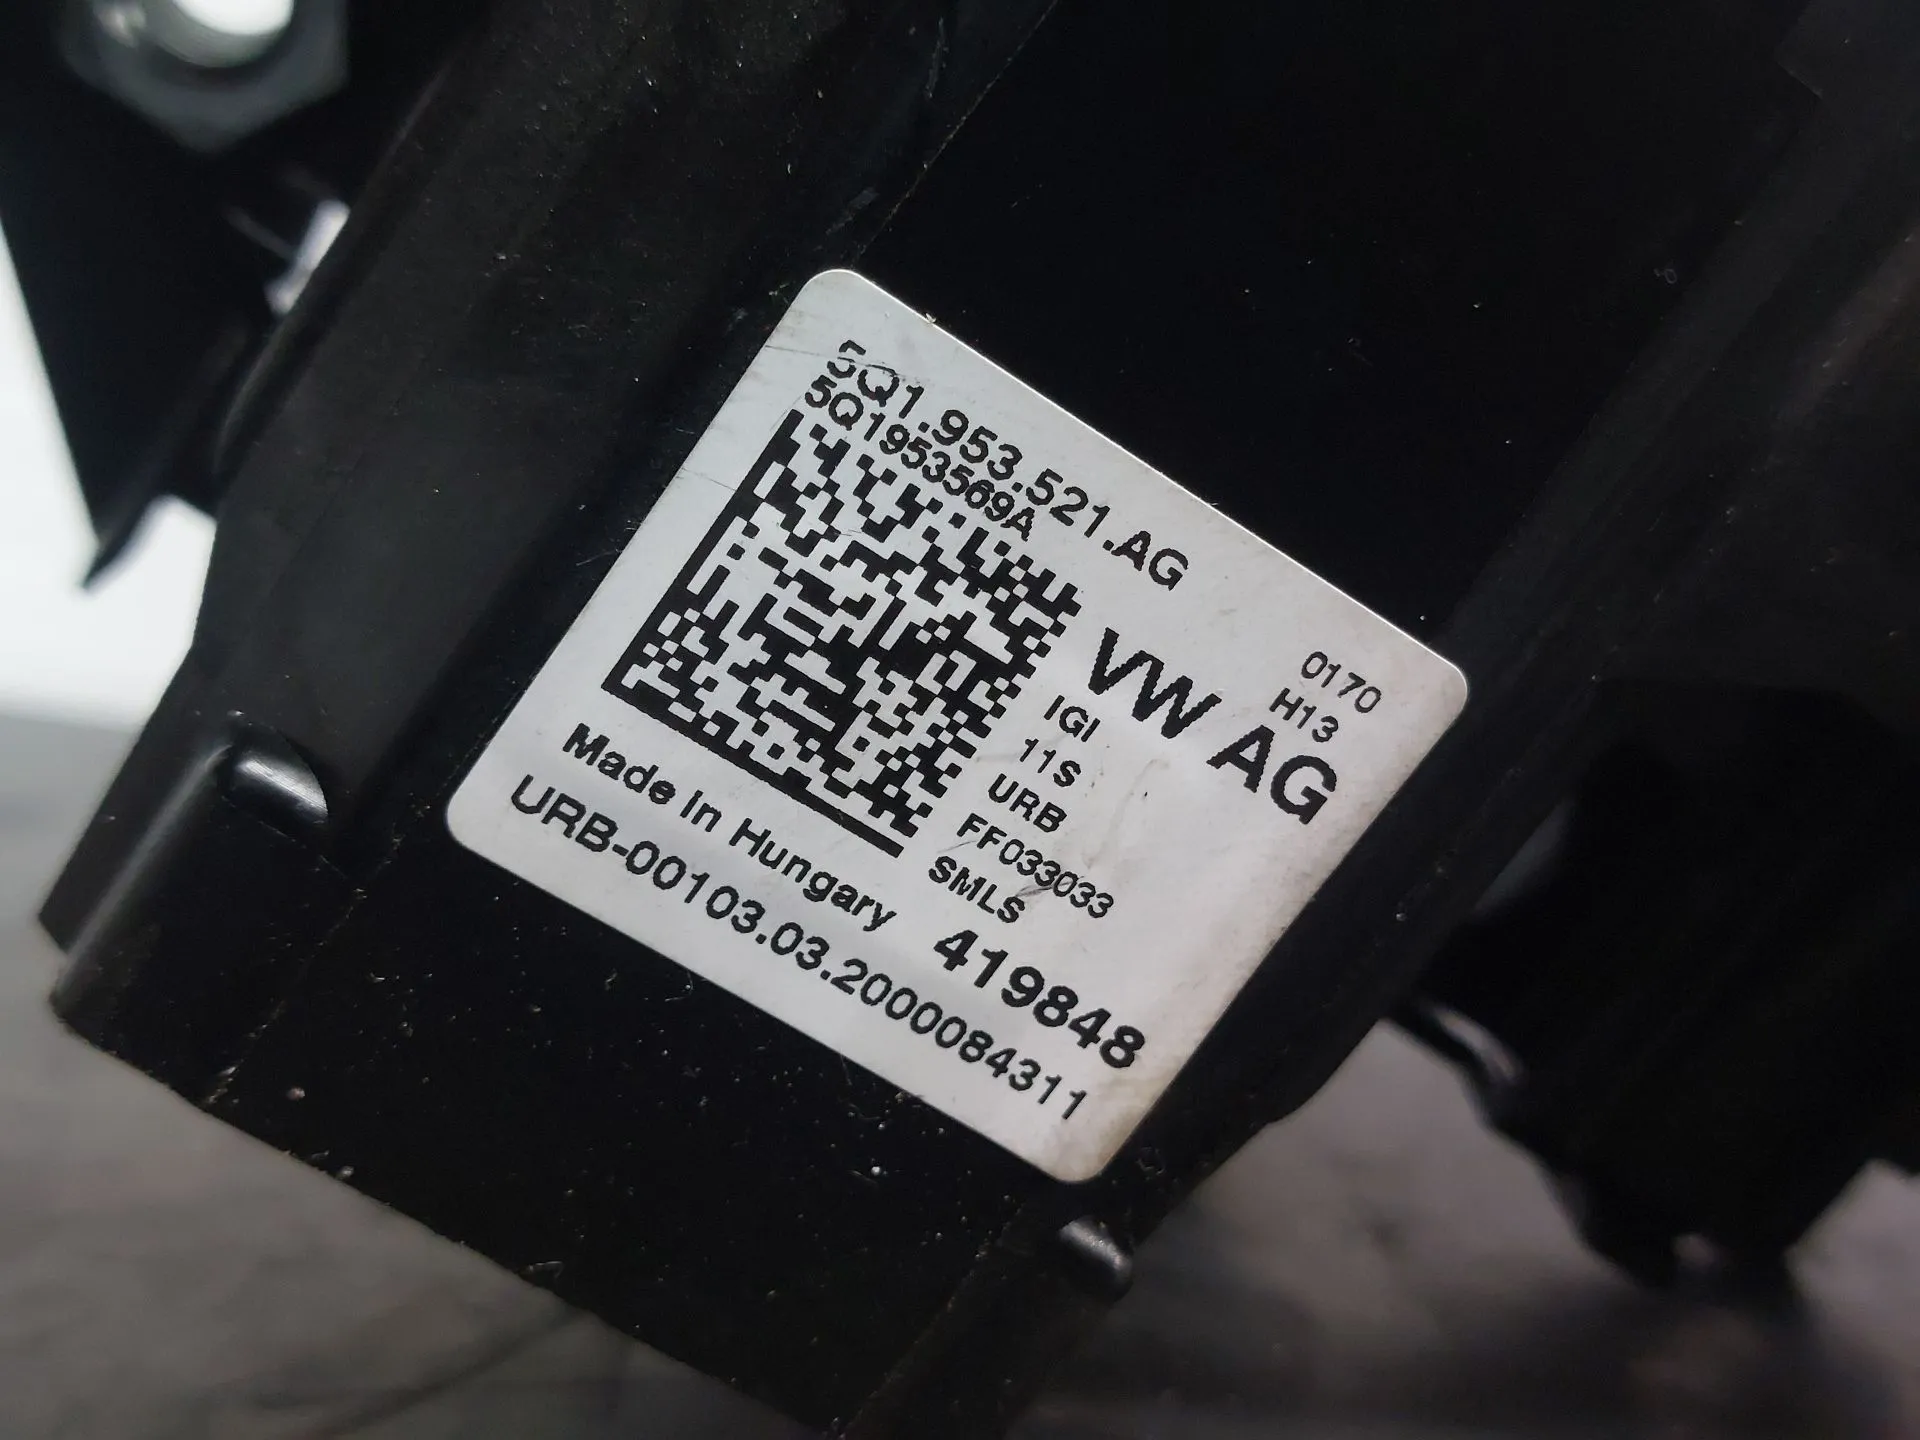 5Q1.953.521.AG
5Q1953569A
0170
H13
VW AG
IGI
11S
URB
FF033033
SMLS
Made In Hungary
419848
URB-00103.03.2000084311